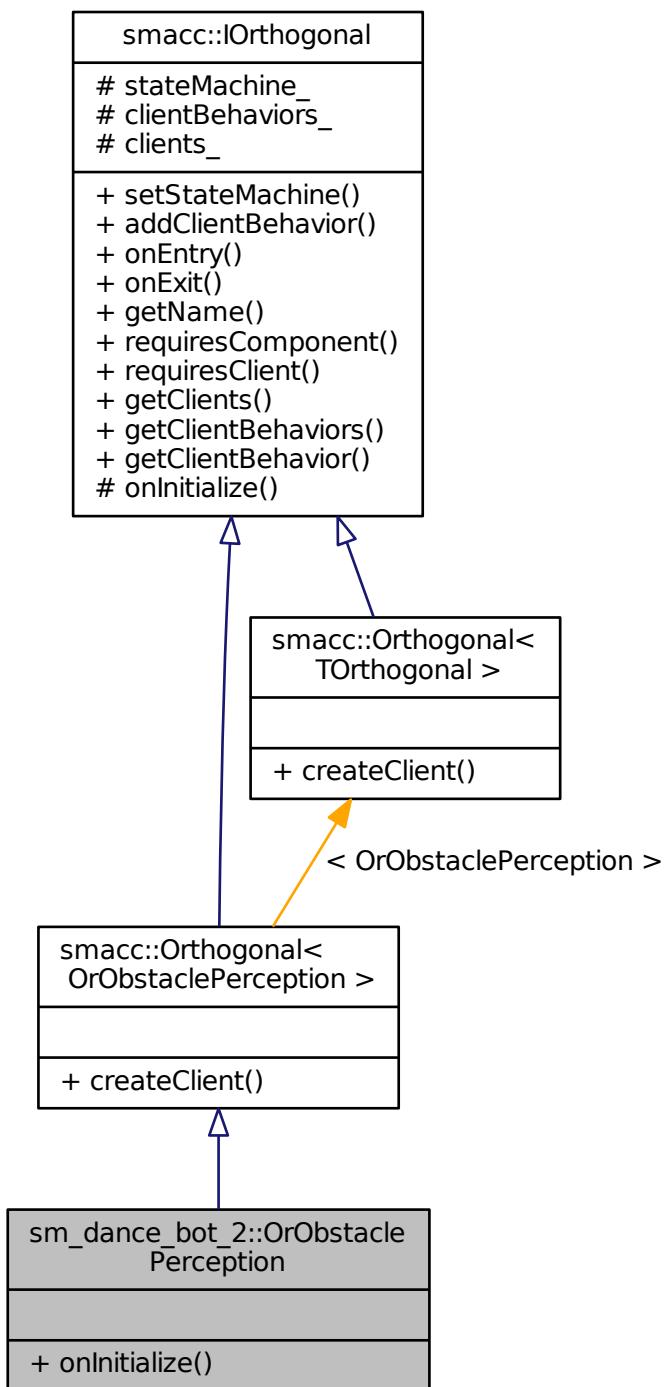 smacc::IOrthogonal
# stateMachine_
# clientBehaviors_
# clients_
+ setStateMachine()
+ addClientBehavior()
+ onEntry()
+ onExit()
+ getName()
+ requiresComponent()
+ requiresClient()
+ getClients()
+ getClientBehaviors()
+ getClientBehavior()
# onInitialize()
smacc::Orthogonal<
TOrthogonal >
+ createClient()
< OrObstaclePerception >
smacc::Orthogonal<
OrObstaclePerception >
+ createClient()
sm_dance_bot_2::OrObstacle
Perception
+ onInitialize()